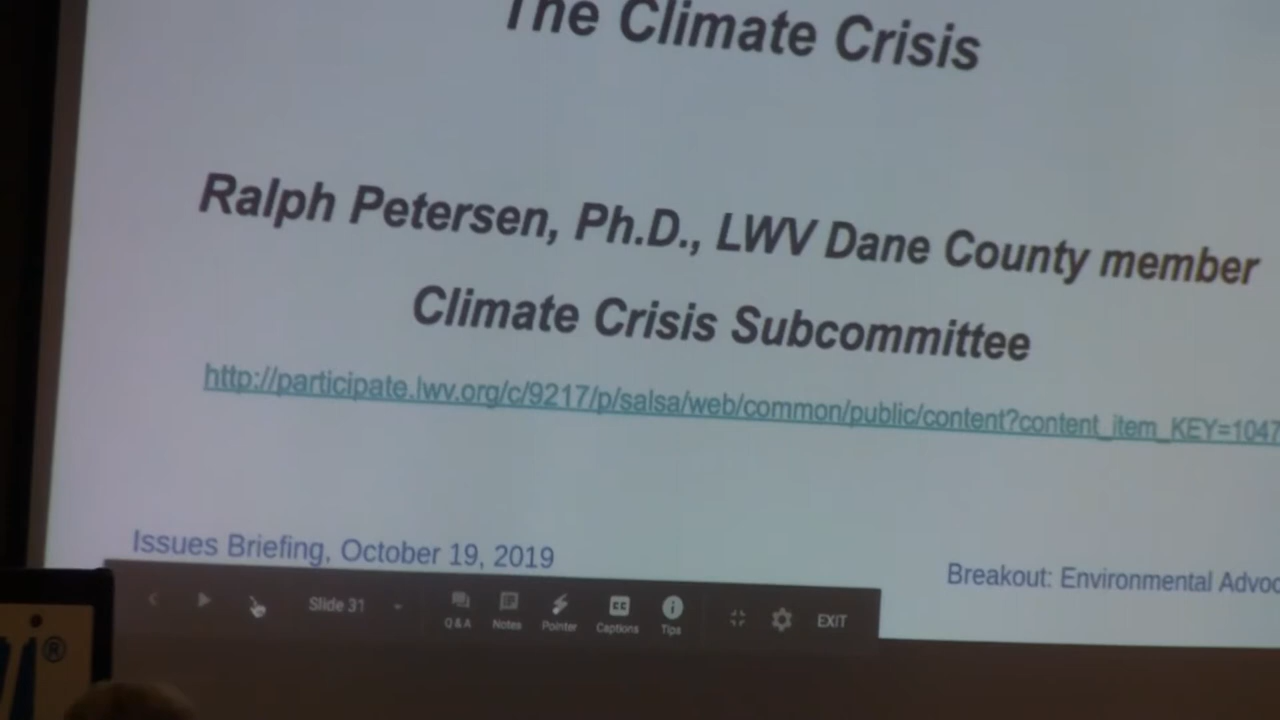 The Climate Crisis
Ralph Petersen, Ph.D., LWV Dane County member
Climate Crisis Subcommittee
http://participate.lwv.org/c/9217/p/salsa/web/common/public/content?content_item_KEY=1047
Issues Briefing, October 19, 2019
Breakout: Environmental Advoc
Slide 31
Q & A
Notes
Pointer
Captions
Tips
EXIT
CC
®